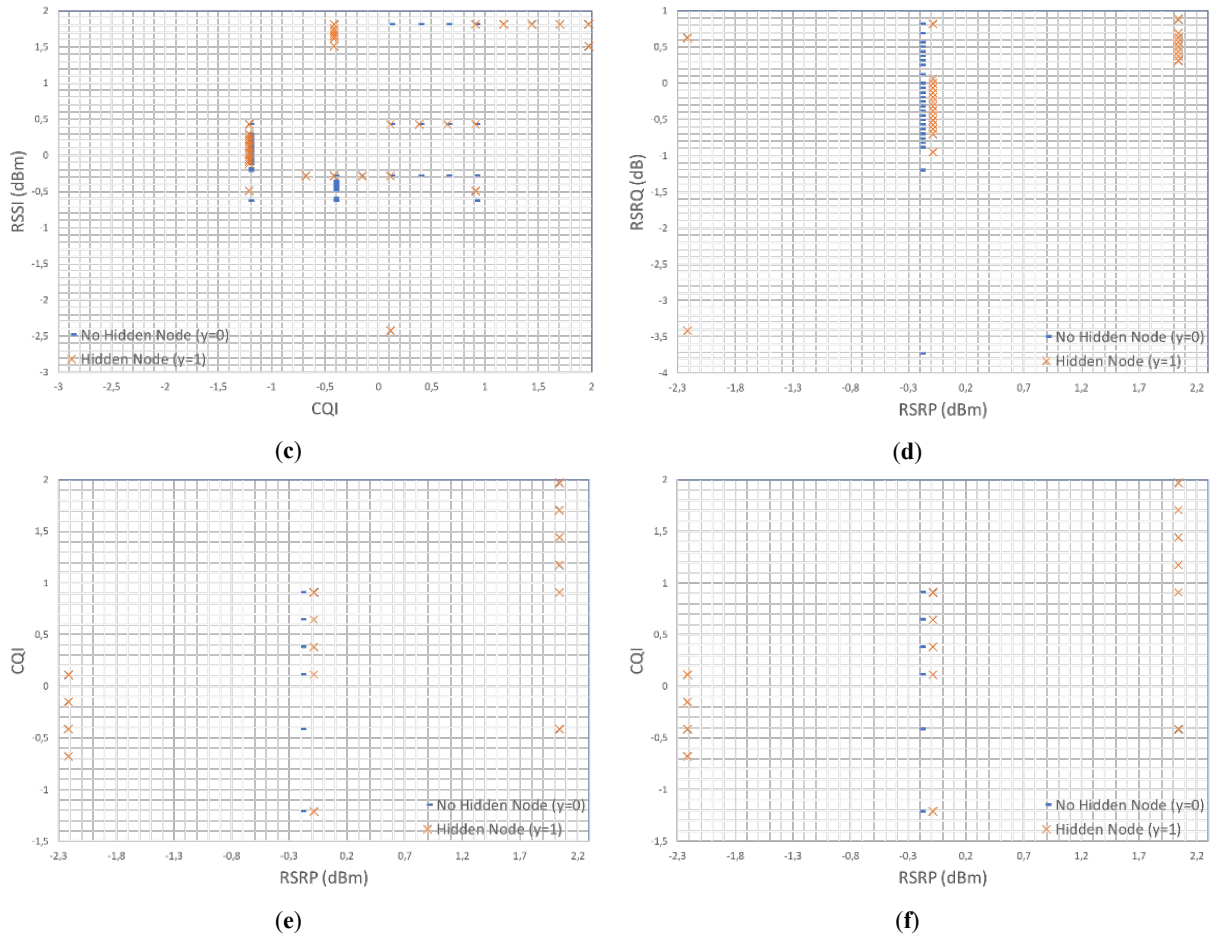 2
1,5
1
0,5
0
-0,5
-1
-1,5
-2
-2,5
-3
RSSI (dBm)
No Hidden Node (y=0)
Hidden Node (y=1)
-3 -2,5 -2 -1,5 -1 -0,5 0 0,5 1 1,5 2
CQI
(c)
1
0,5
0
-0,5
-1
-1,5
-2
-2,5
-3
-3,5
-4
RSRQ (dB)
No Hidden Node (y=0)
Hidden Node (y=1)
-2,3 -1,8 -1,3 -0,8 -0,3 0,2 0,7 1,2 1,7 2,2
RSRP (dBm)
(d)
2
1,5
1
0,5
0
-0,5
-1
-1,5
CQI
No Hidden Node (y=0)
Hidden Node (y=1)
-2,3 -1,8 -1,3 -0,8 -0,3 0,2 0,7 1,2 1,7 2,2
RSRP (dBm)
(e)
2
1,5
1
0,5
0
-0,5
-1
-1,5
CQI
No Hidden Node (y=0)
Hidden Node (y=1)
-2,3 -1,8 -1,3 -0,8 -0,3 0,2 0,7 1,2 1,7 2,2
RSRP (dBm)
(f)